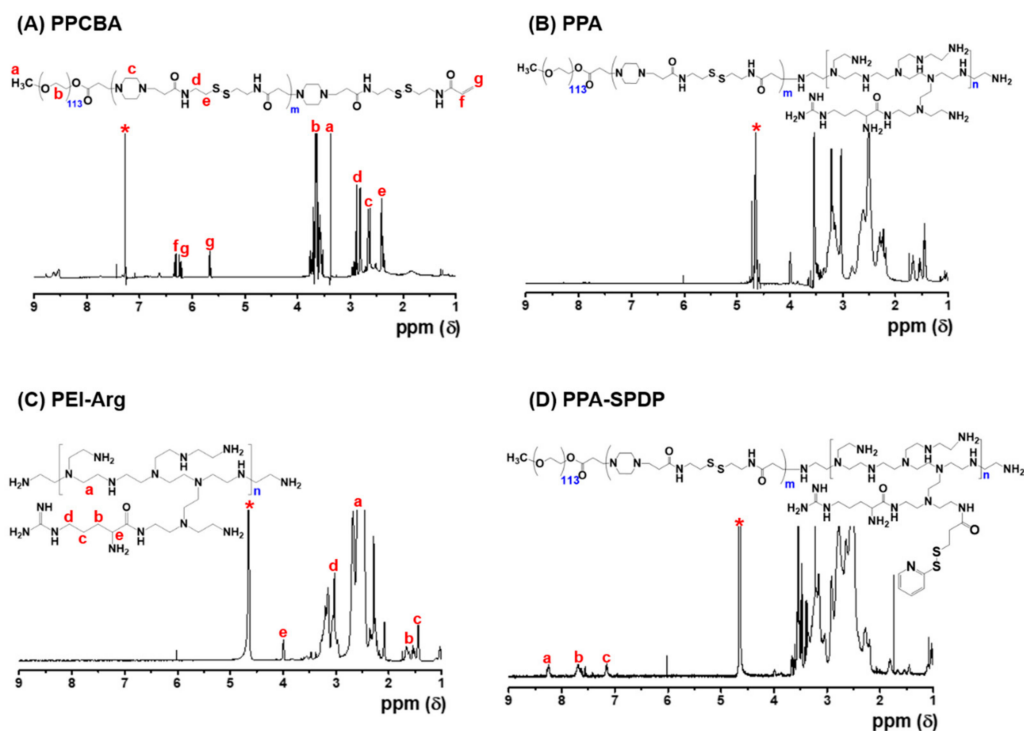 (A) PPCBA
a
H3C
O
b
113
O
O
c
N
N
O
N
H
d
S
S
e
H
N
O
m
N
N
O
N
H
S
S
H
N
O
f
g
*
f
g
g
b
a
d
c
e
9 8 7 6 5 4 3 2 1
ppm (δ)
(B) PPA
H3C
O
113
O
O
N
N
O
N
H
S
S
H
N
O
m
N
H
NH2
N
N
H
N
H
N
NH2
N
N
H
n
NH2
NH
H2N
N
H
O
NH2
N
H
N
NH2
*
9 8 7 6 5 4 3 2 1
ppm (δ)
(C) PEI-Arg
NH2
H2N
N
a
N
H
N
H
N
NH2
N
N
H
n
NH2
NH
H2N
N
H
d
c
b
e
NH2
O
N
H
N
NH2
*
e
d
a
b
c
9 8 7 6 5 4 3 2 1
ppm (δ)
(D) PPA-SPDP
H3C
O
113
O
O
N
N
O
N
H
S
S
H
N
O
m
N
H
NH2
N
N
H
N
H
N
NH2
N
N
H
n
NH2
NH
H2N
N
H
O
NH2
N
H
N
NH
O
S
S
N
*
a
b
c
9 8 7 6 5 4 3 2 1
ppm (δ)